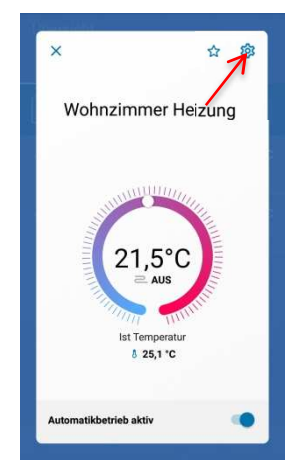 Wohnzimmer Heizung
21,5°C
AUS
Ist Temperatur
25,1 °C
Automatikbetrieb aktiv